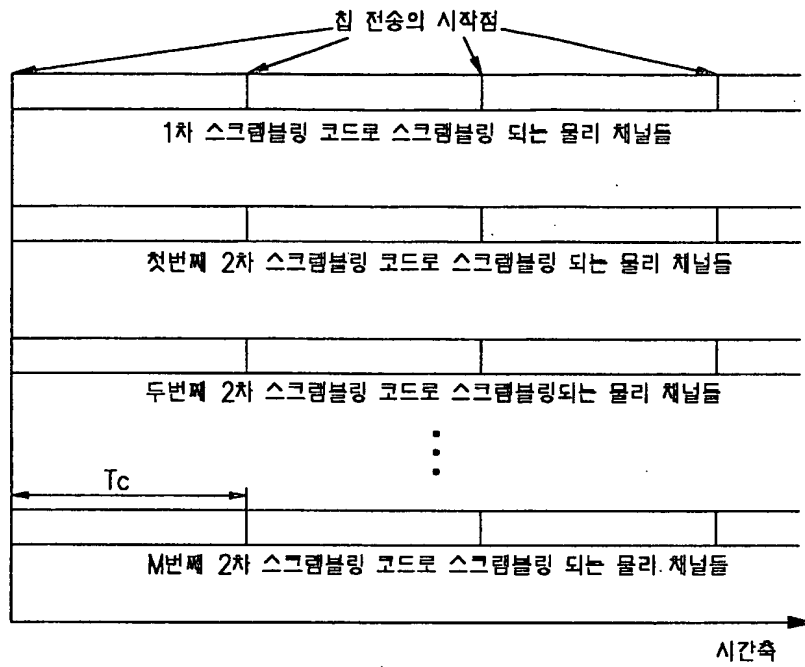 칩 전송의 시작점
1차 스크램블링 코드로 스크램블링 되는 물리 채널들
첫번째 2차 스크램블링 코드로 스크램블링 되는 물리 채널들
두번째 2차 스크램블링 코드로 스크램블링되는 물리 채널들
Tc
M번째 2차 스크램블링 코드로 스크램블링 되는 물리 채널들
시간축